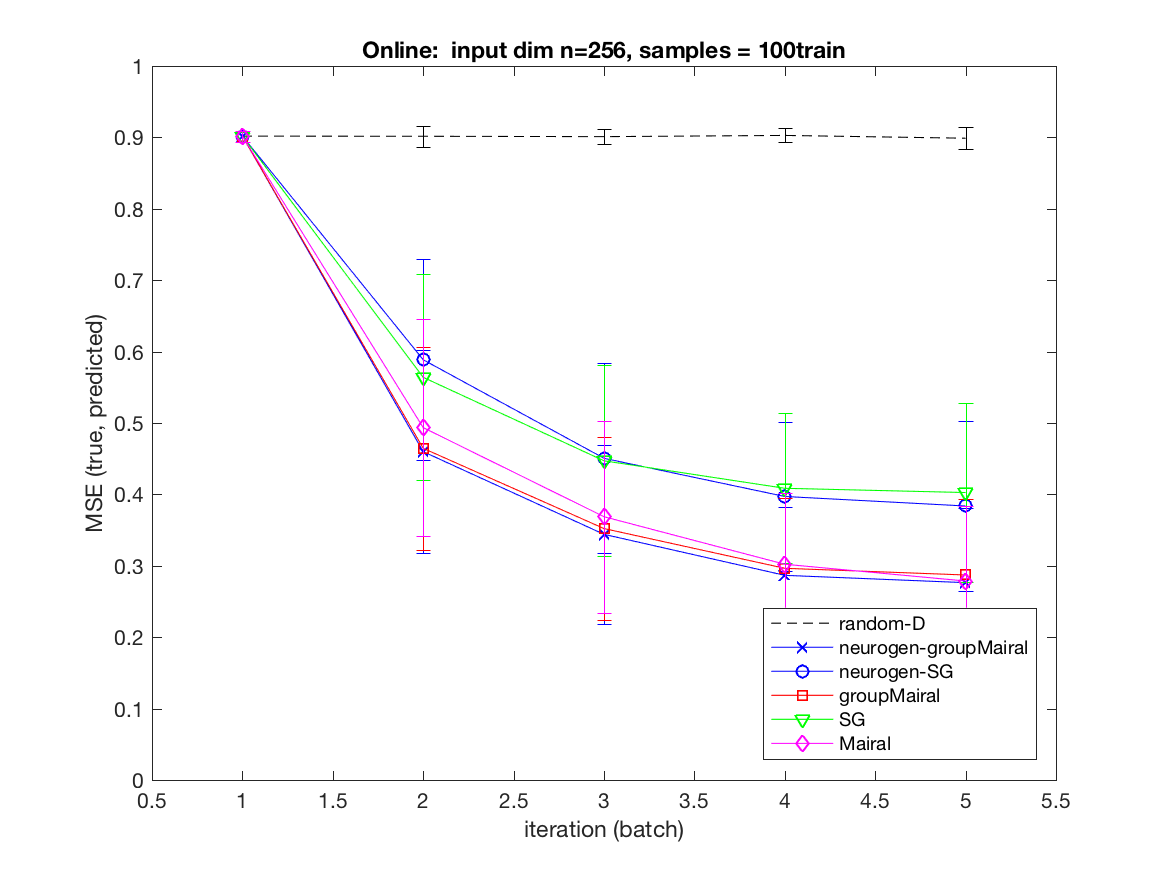 Online:  input dim n=256, samples = 100train
1
0.9
0.8
0.7
0.6
0.5
0.4
0.3
0.2
0.1
0
MSE (true, predicted)
random-D
neurogen-groupMairal
neurogen-SG
groupMairal
SG
Mairal
0.5 1 1.5 2 2.5 3 3.5 4 4.5 5 5.5
iteration (batch)